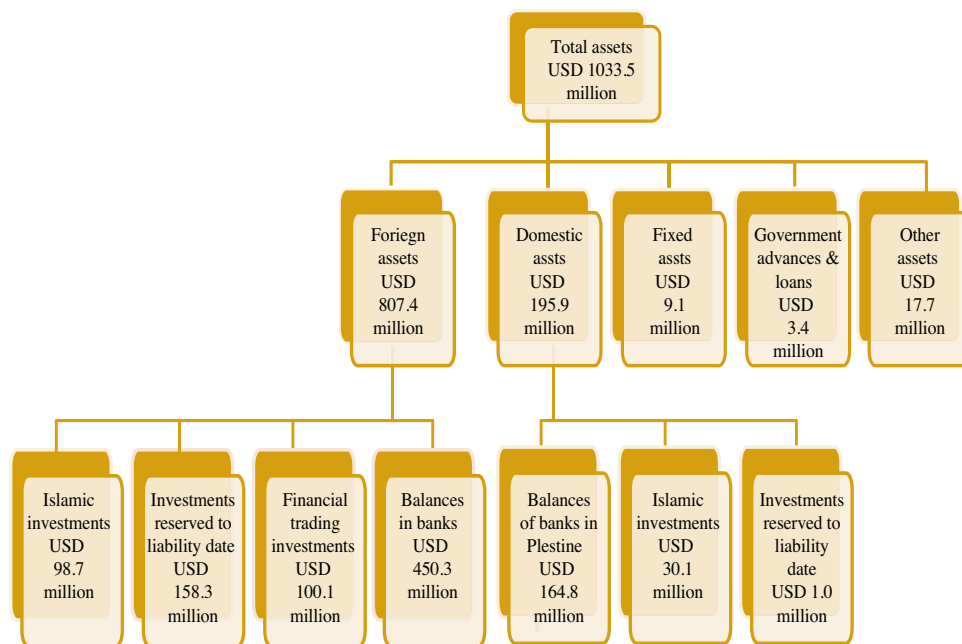 Total assets
USD 1033.5
million
Foriegn
assets
USD
807.4
million
Domestic
assts
USD
195.9
million
Fixed
assts
USD
9.1
million
Government
advances &
loans
USD
3.4
million
Other
assets
USD
17.7
million
Islamic
investments
USD
98.7
million
Investments
reserved to
liability date
USD
158.3
million
Financial
trading
investments
USD
100.1
million
Balances
in banks
USD
450.3
million
Balances
of banks in
Plestine
USD
164.8
million
Islamic
investments
USD
30.1
million
Investments
reserved to
liability
date
USD 1.0
million